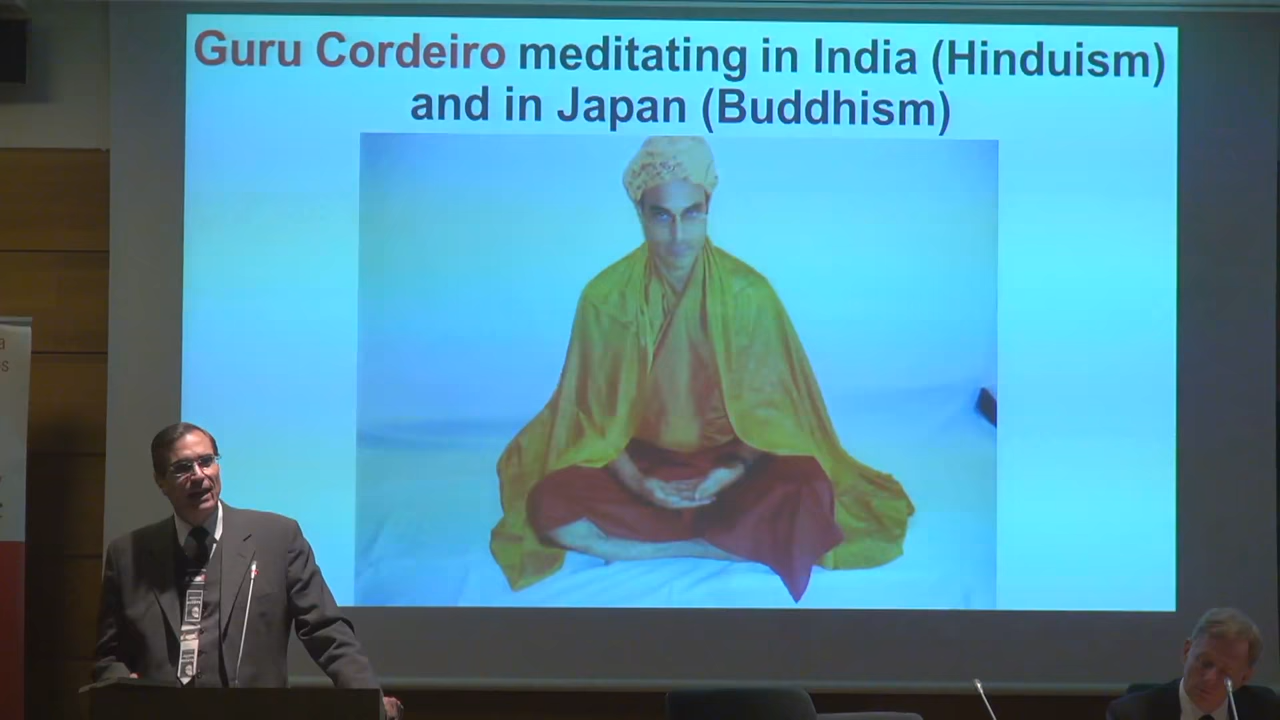 Guru Cordeiro meditating in India (Hinduism)
and in Japan (Buddhism)